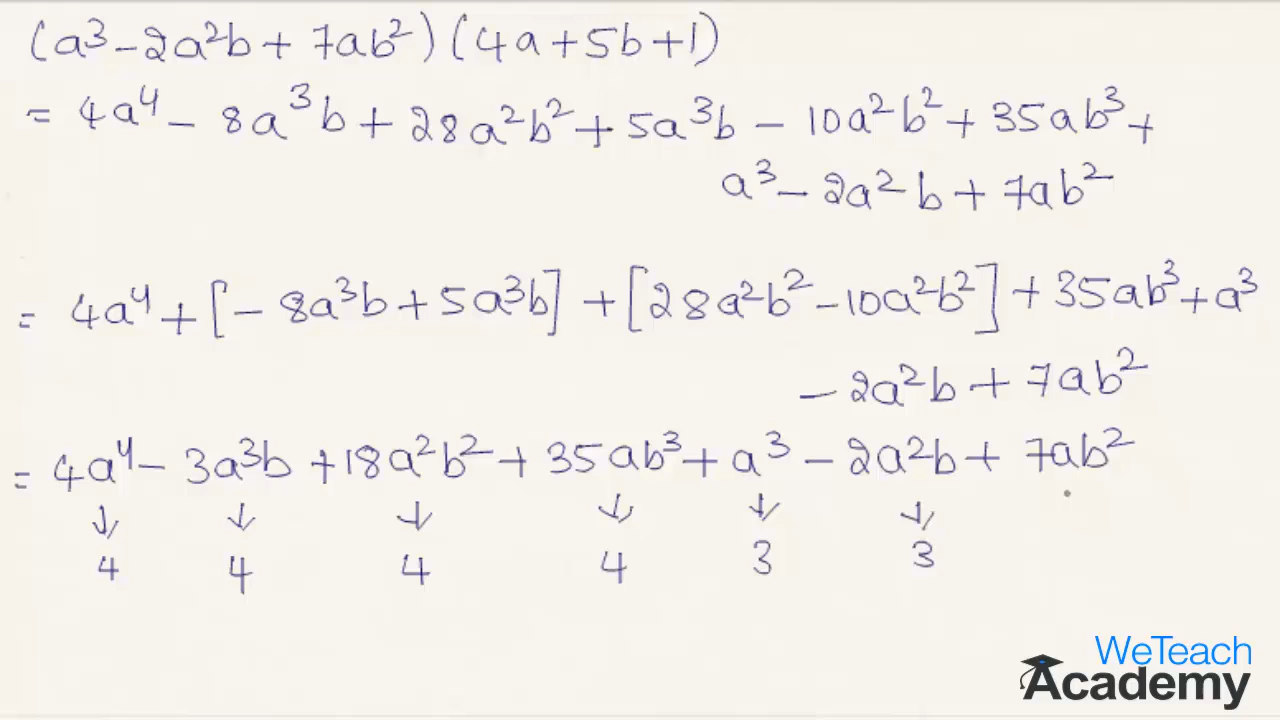 (a³ - 2a²b + 7ab²) (4a + 5b + 1)
= 4a⁴ - 8a³b + 28a²b² + 5a³b - 10a²b² + 35ab³ +
a³ - 2a²b + 7ab²
= 4a⁴ + [- 8a³b + 5a³b] + [28a²b² - 10a²b²] + 35ab³ + a³
- 2a²b + 7ab²
= 4a⁴ - 3a³b + 18a²b² + 35ab³ + a³ - 2a²b + 7ab²
↓ ↓ ↓ ↓ ↓ ↓
4 4 4 4 3 3
WeTeach
Academy